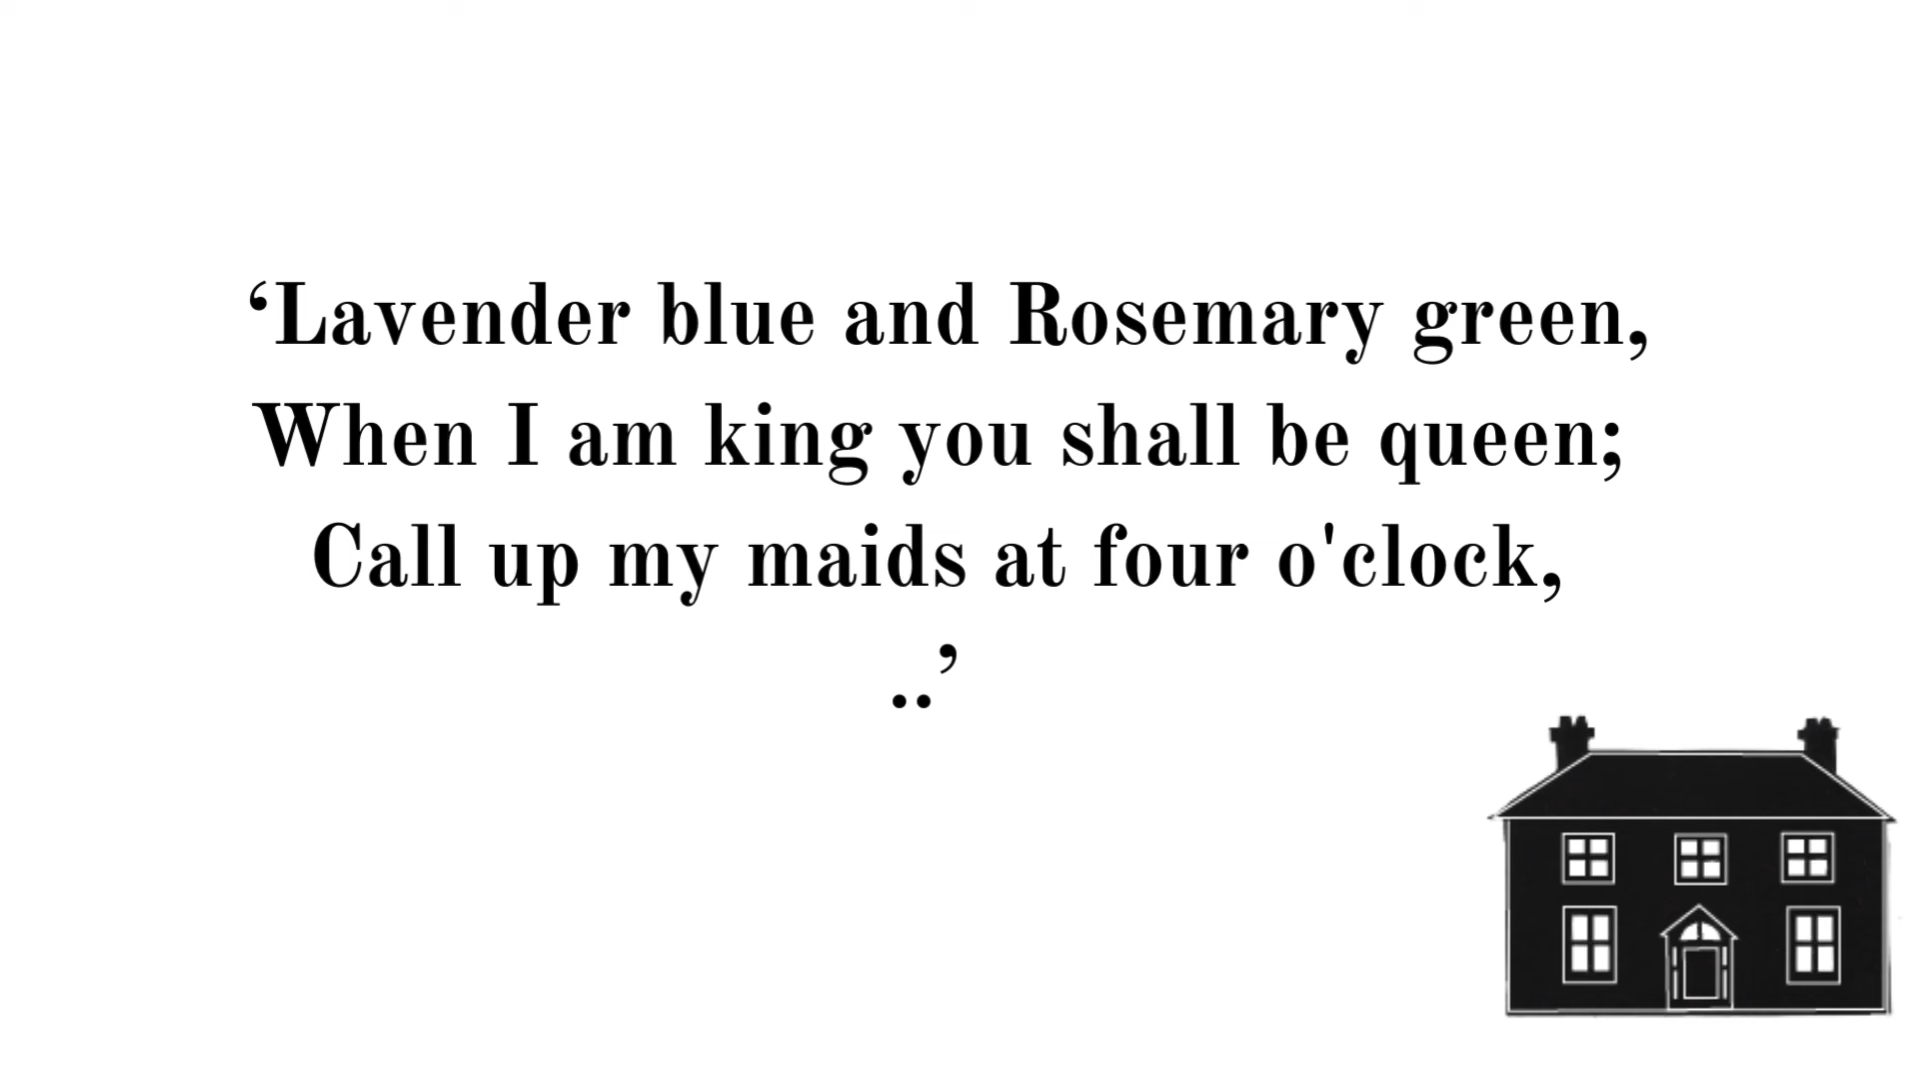 ‘Lavender blue and Rosemary green,
When I am king you shall be queen;
Call up my maids at four o'clock,
..’